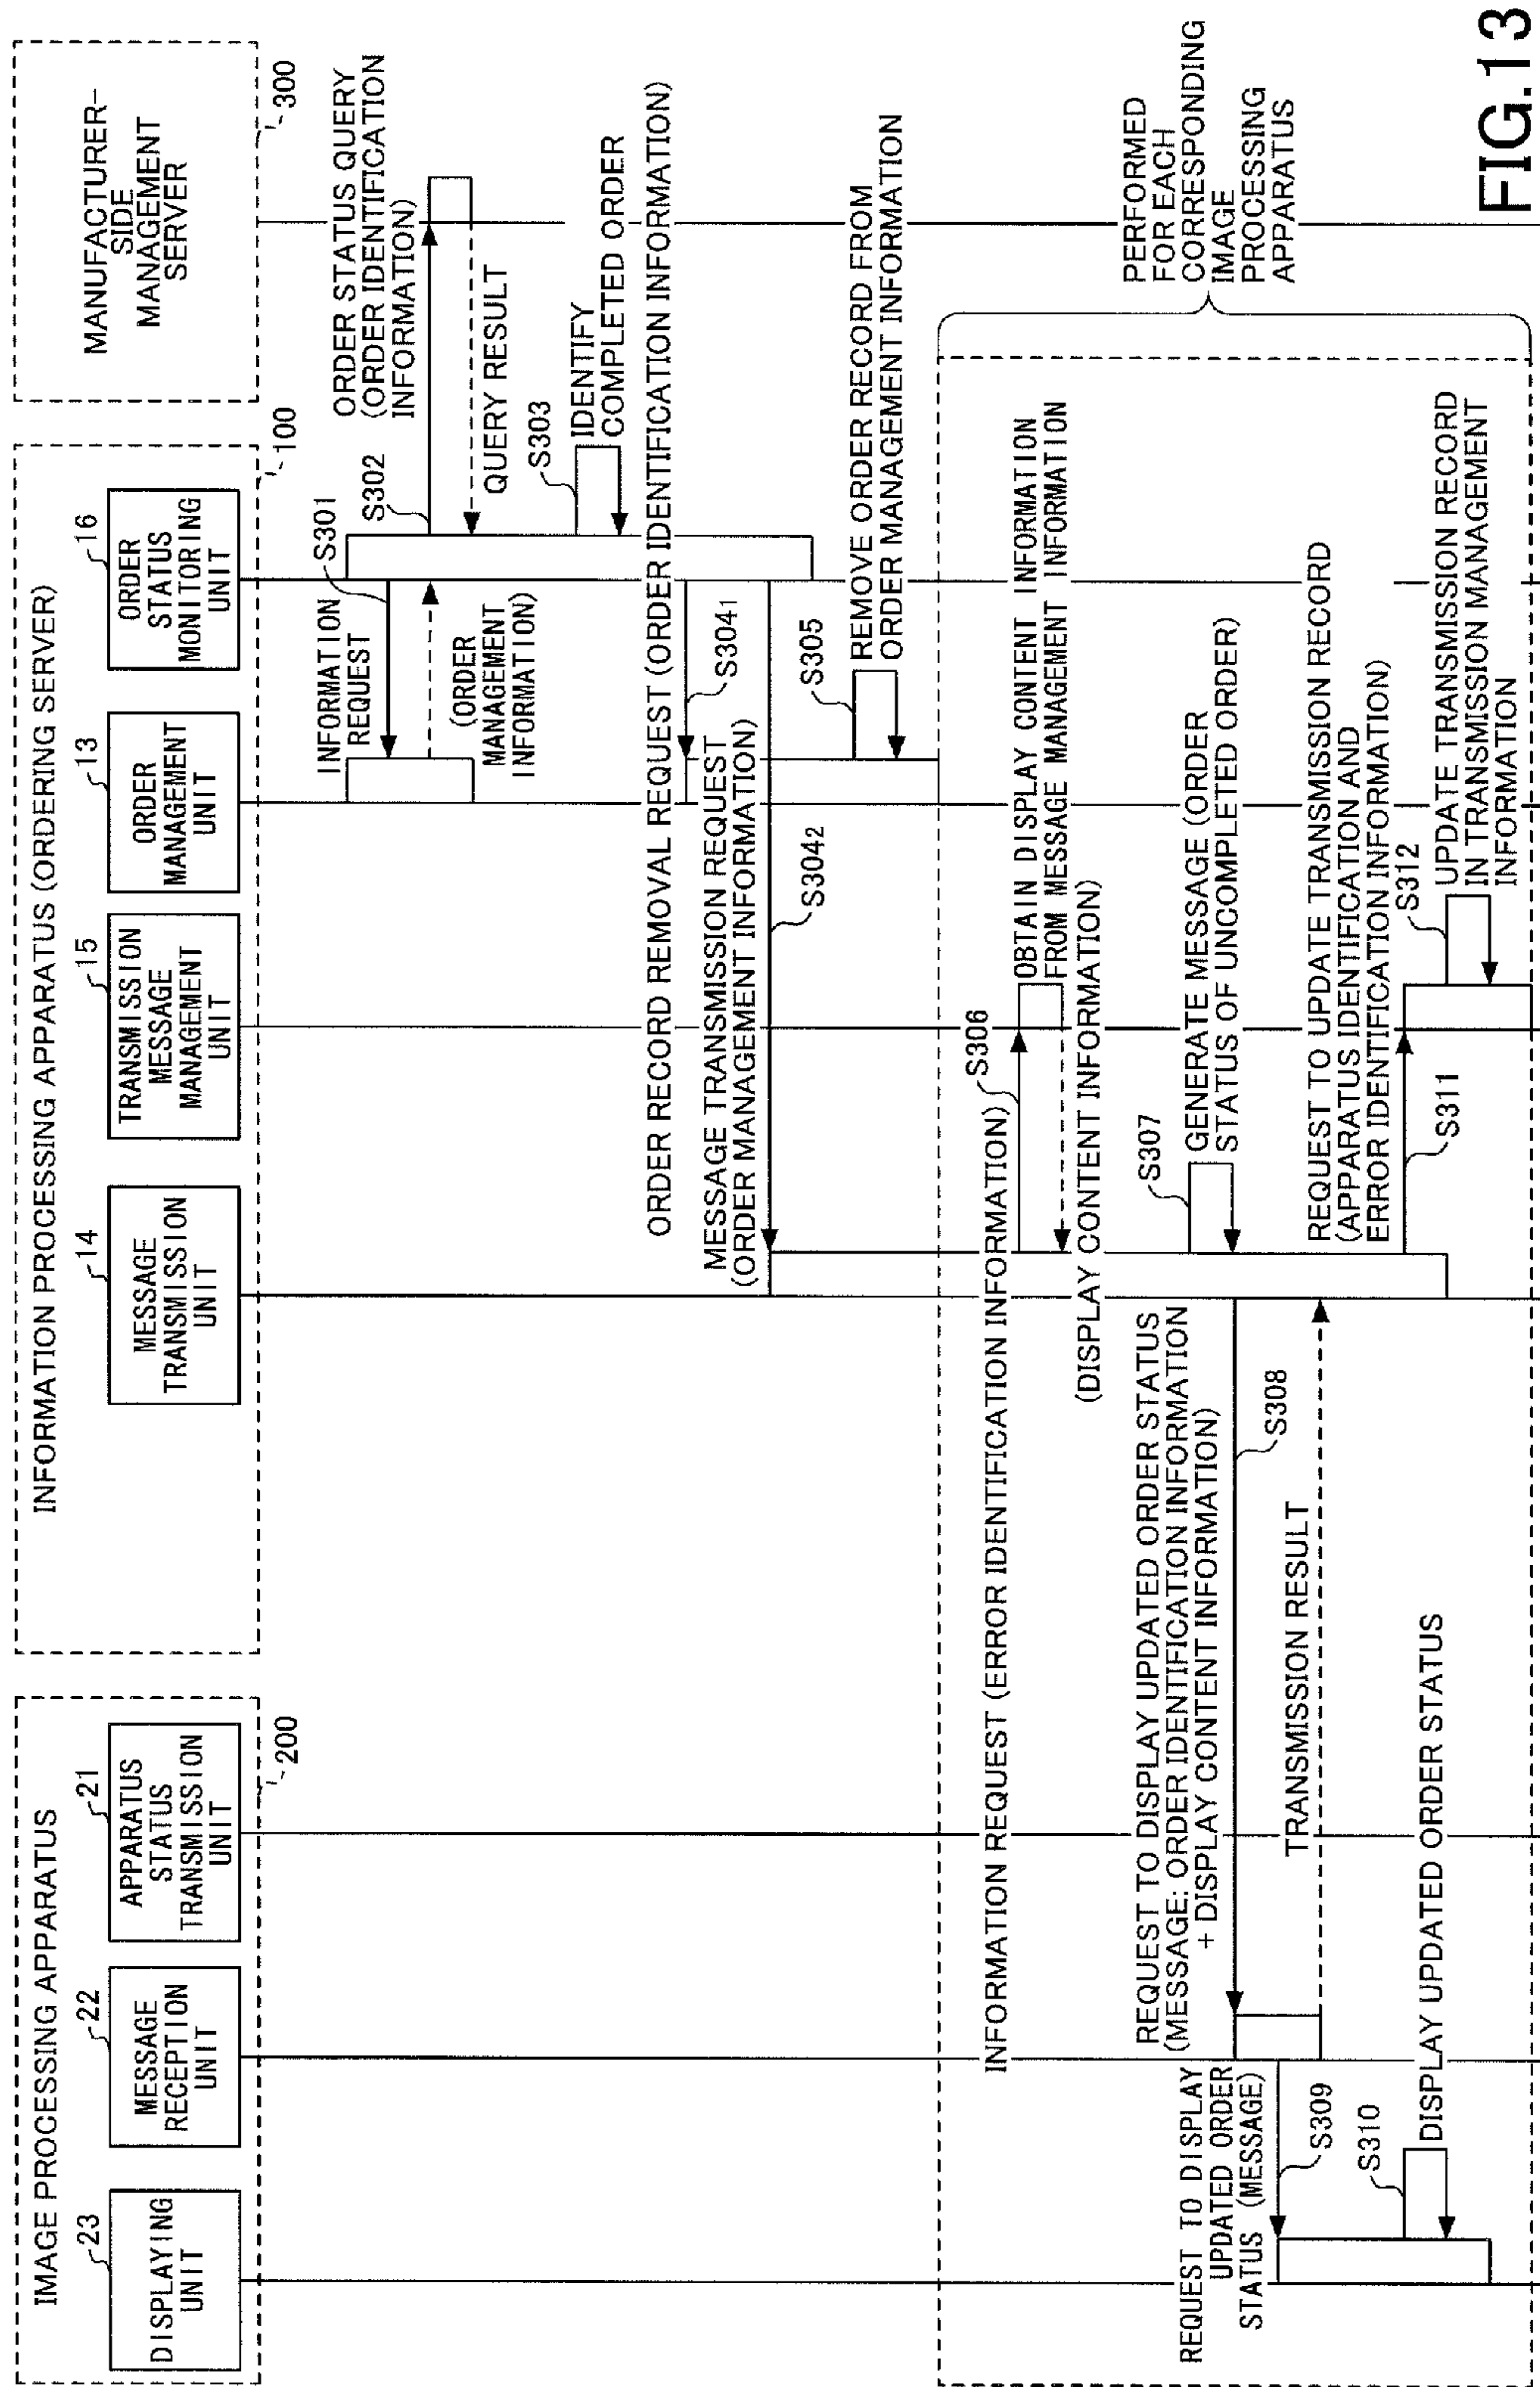 IMAGE PROCESSING APPARATUS
23
DISPLAYING
UNIT
22
MESSAGE
RECEPTION
UNIT
21
APPARATUS
STATUS
TRANSMISSION
UNIT
200
INFORMATION PROCESSING APPARATUS (ORDERING SERVER)
14
MESSAGE
TRANSMISSION
UNIT
15
TRANSMISSION
MESSAGE
MANAGEMENT
UNIT
13
ORDER
MANAGEMENT
UNIT
16
ORDER
STATUS
MONITORING
UNIT
100
MANUFACTURER-
SIDE
MANAGEMENT
SERVER
300
INFORMATION
REQUEST
S301
(ORDER
MANAGEMENT
INFORMATION)
S302
ORDER STATUS QUERY
(ORDER IDENTIFICATION
INFORMATION)
QUERY RESULT
S303
IDENTIFY
COMPLETED ORDER
ORDER RECORD REMOVAL REQUEST (ORDER IDENTIFICATION INFORMATION)
S3041
MESSAGE TRANSMISSION REQUEST
(ORDER MANAGEMENT INFORMATION)
S3042
S305
REMOVE ORDER RECORD FROM
ORDER MANAGEMENT INFORMATION
PERFORMED
FOR EACH
CORRESPONDING
IMAGE
PROCESSING
APPARATUS
INFORMATION REQUEST (ERROR IDENTIFICATION INFORMATION)
S306
OBTAIN DISPLAY CONTENT INFORMATION
FROM MESSAGE MANAGEMENT INFORMATION
(DISPLAY CONTENT INFORMATION)
S307
GENERATE MESSAGE (ORDER
STATUS OF UNCOMPLETED ORDER)
REQUEST TO DISPLAY UPDATED ORDER STATUS
(MESSAGE: ORDER IDENTIFICATION INFORMATION
+ DISPLAY CONTENT INFORMATION)
S308
TRANSMISSION RESULT
REQUEST TO DISPLAY
UPDATED ORDER
STATUS (MESSAGE)
S309
S310
DISPLAY UPDATED ORDER STATUS
REQUEST TO UPDATE TRANSMISSION RECORD
(APPARATUS IDENTIFICATION AND
ERROR IDENTIFICATION INFORMATION)
S311
S312
UPDATE TRANSMISSION RECORD
IN TRANSMISSION MANAGEMENT
INFORMATION
FIG.13